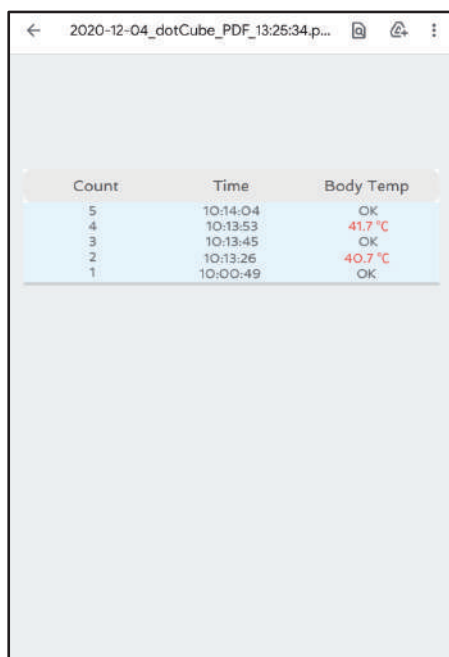 2020-12-04_dotCube_PDF_13:25:34.p...
Count Time Body Temp
5 10:14:04 OK
4 10:13:53 41.7 °C
3 10:13:45 OK
2 10:13:26 40.7 °C
1 10:00:49 OK